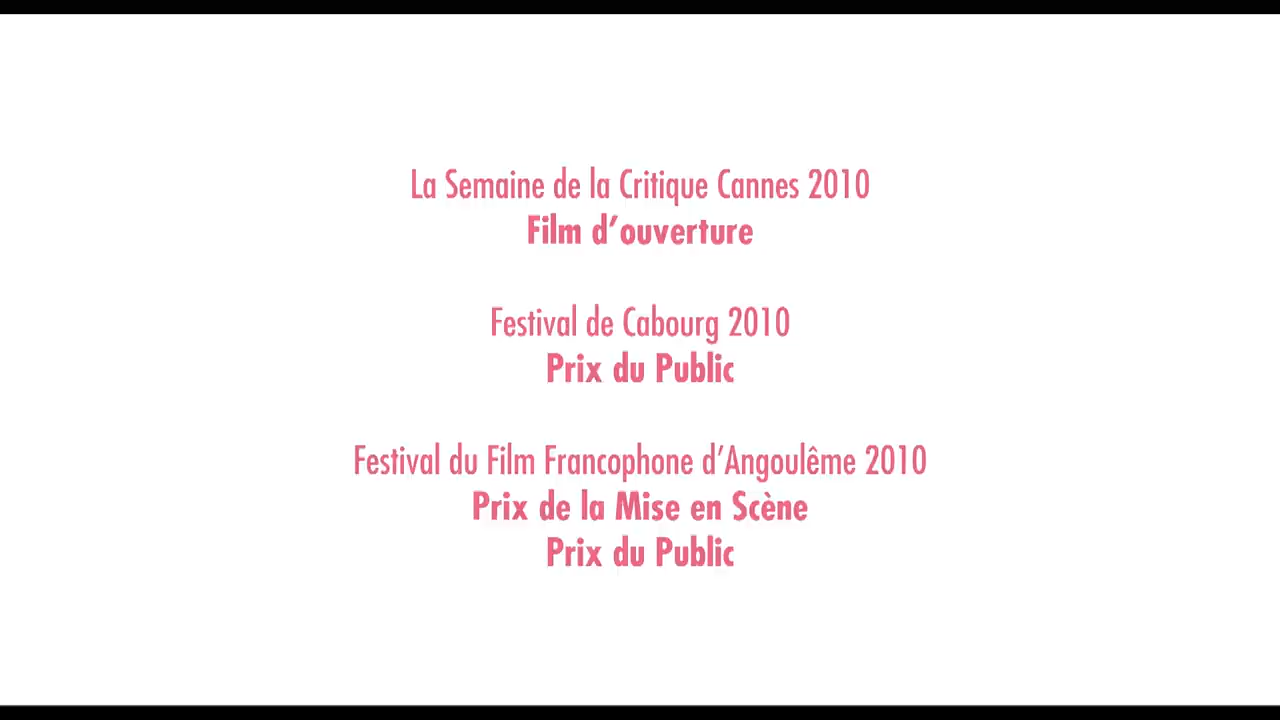 La Semaine de la Critique Cannes 2010
Film d’ouverture
Festival de Cabourg 2010
Prix du Public
Festival du Film Francophone d’Angoulême 2010
Prix de la Mise en Scène
Prix du Public